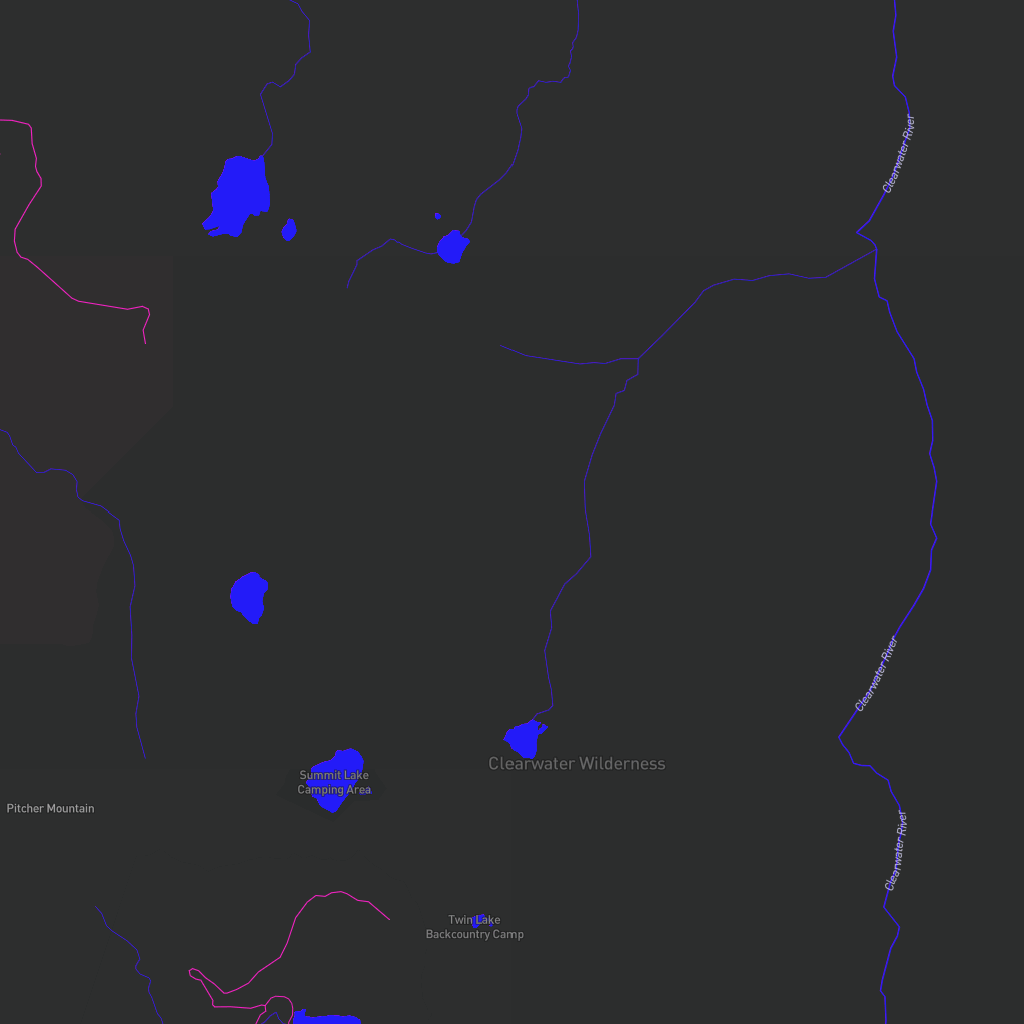 Clearwater River
Clearwater River
Clearwater Wilderness
Summit Lake
Camping Area
Pitcher Mountain
Clearwater River
Twin Lake
Backcountry Camp